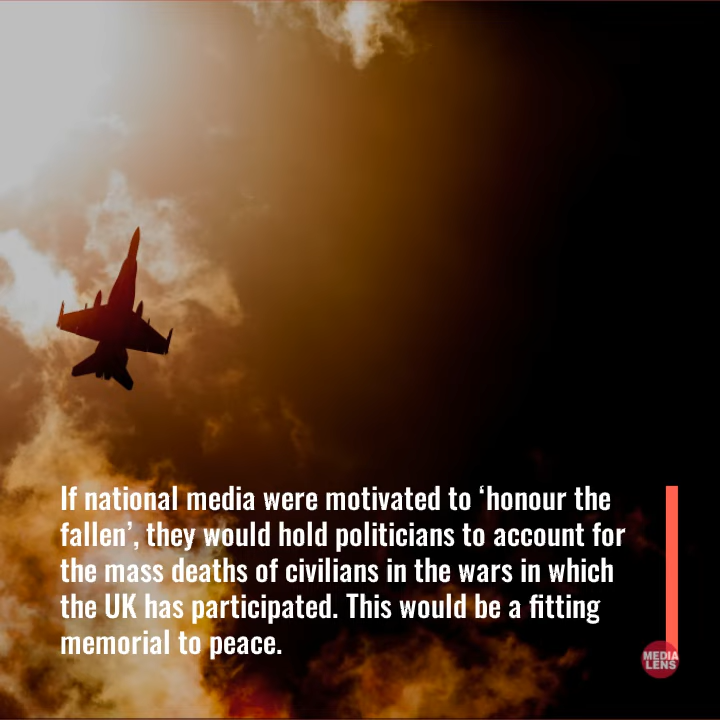 If national media were motivated to ‘honour the
fallen’, they would hold politicians to account for
the mass deaths of civilians in the wars in which
the UK has participated. This would be a fitting
memorial to peace.
MEDIA
LENS